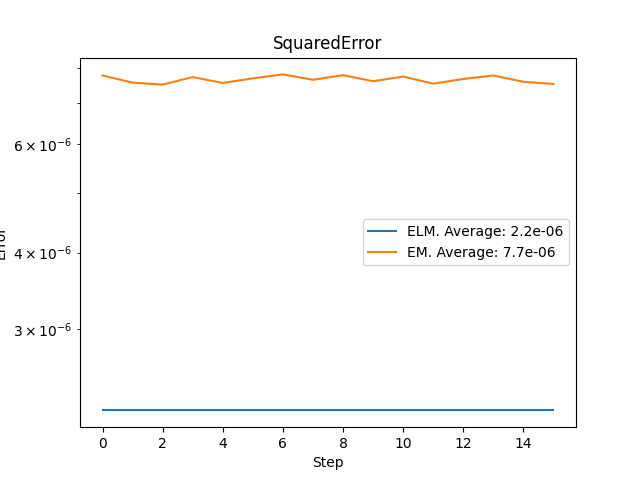 SquaredError
6 × 10⁻⁶
4 × 10⁻⁶
3 × 10⁻⁶
Error
ELM. Average: 2.2e-06
EM. Average: 7.7e-06
0 2 4 6 8 10 12 14
Step